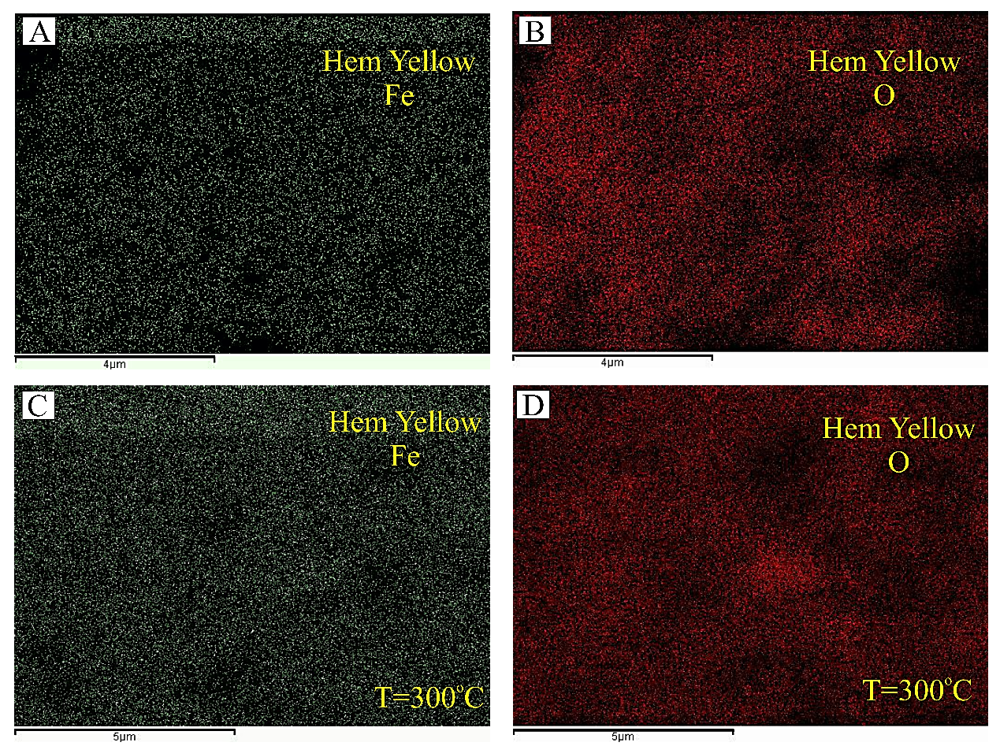 A
Hem Yellow
Fe
4µm
B
Hem Yellow
O
4µm
C
Hem Yellow
Fe
T=300°C
5µm
D
Hem Yellow
O
T=300°C
5µm